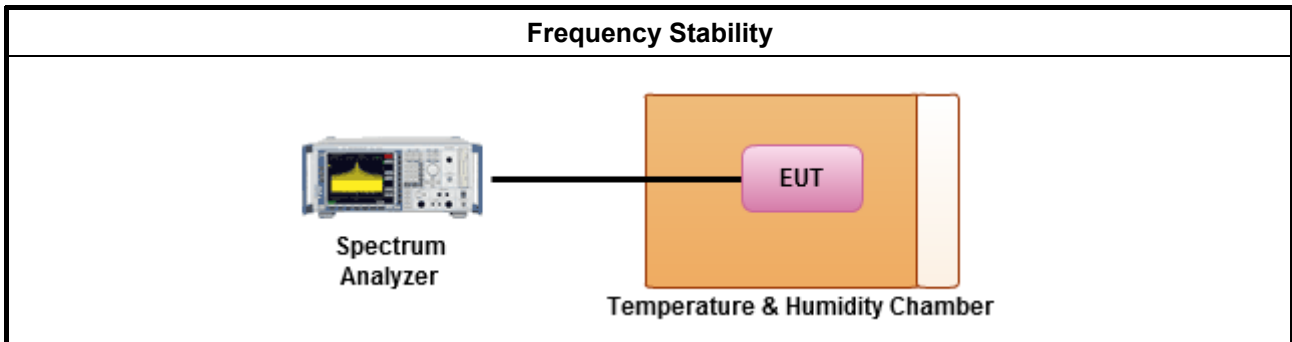 Frequency Stability
EUT
Spectrum
Analyzer
Temperature & Humidity Chamber